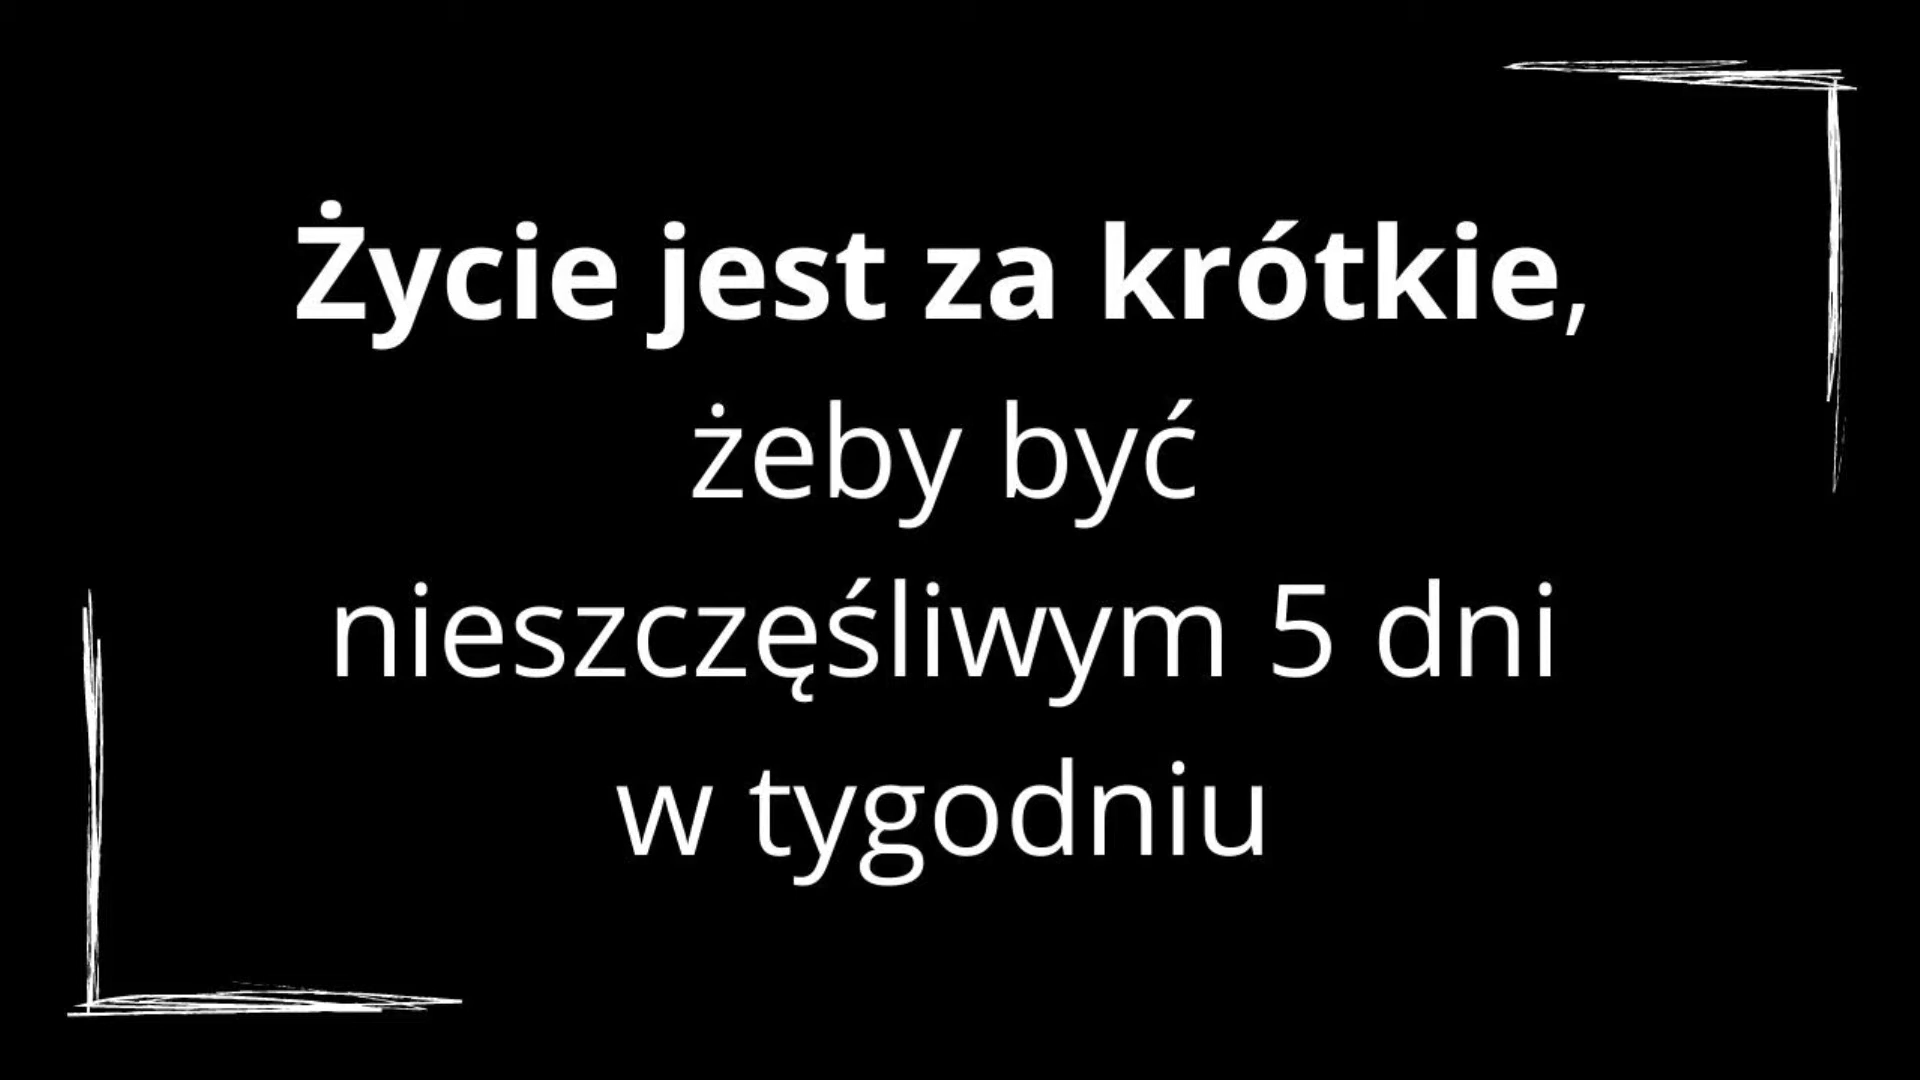 Życie jest za krótkie,
żeby być
nieszczęśliwym 5 dni
w tygodniu